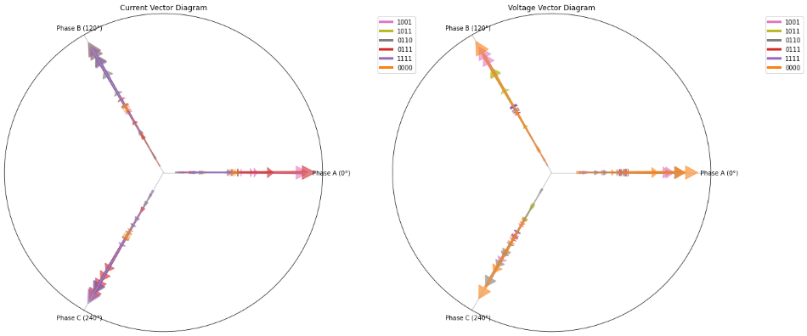 Current Vector Diagram
Phase B (120°)
Phase A (0°)
Phase C (240°)
1001
1011
0110
0111
1111
0000
Voltage Vector Diagram
Phase B (120°)
Phase A (0°)
Phase C (240°)
1001
1011
0110
0111
1111
0000